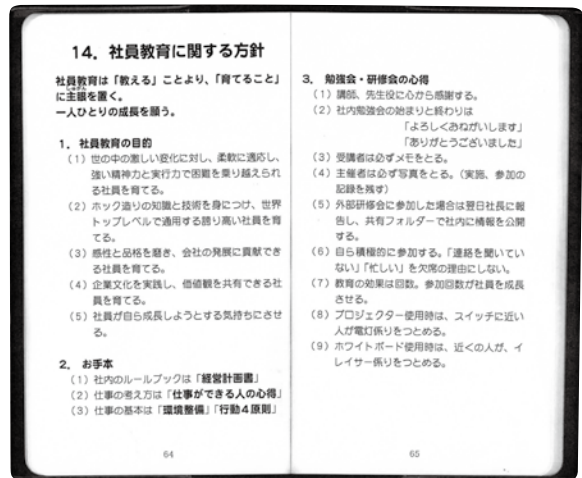 14. 社員教育に関する方針
社員教育は「教える」ことより、「育てること」
しゅがん
に主眼を置く。
一人ひとりの成長を願う。
1. 社員教育の目的
(1) 世の中の激しい変化に対し、柔軟に適応し、
強い精神力と実行力で困難を乗り越えられ
る社員を育てる。
(2) ホック造りの知識と技術を身につけ、世界
トップレベルで通用する誇り高い社員を育
てる。
(3) 感性と品格を磨き、会社の発展に貢献でき
る社員を育てる。
(4) 企業文化を実践し、価値観を共有できる社
員を育てる。
(5) 社員が自ら成長しようとする気持ちにさせ
る。
2. お手本
(1) 社内のルールブックは「経営計画書」
(2) 仕事の考え方は「仕事ができる人の心得」
(3) 仕事の基本は「環境整備」「行動4原則」
64
3. 勉強会・研修会の心得
(1) 講師、先生役に心から感謝する。
(2) 社内勉強会の始まりと終わりは
「よろしくおねがいします」
「ありがとうございました」
(3) 受講者は必ずメモをとる。
(4) 主催者は必ず写真をとる。(実施、参加の
記録を残す)
(5) 外部研修会に参加した場合は翌日社長に報
告し、共有フォルダーで社内に情報を公開
する。
(6) 自ら積極的に参加する。「連絡を聞いてい
ない」「忙しい」を欠席の理由にしない。
(7) 教育の効果は回数。参加回数が社員を成長
させる。
(8) プロジェクター使用時は、スイッチに近い
人が電灯係りをつとめる。
(9) ホワイトボード使用時は、近くの人が、イ
レイサー係りをつとめる。
65